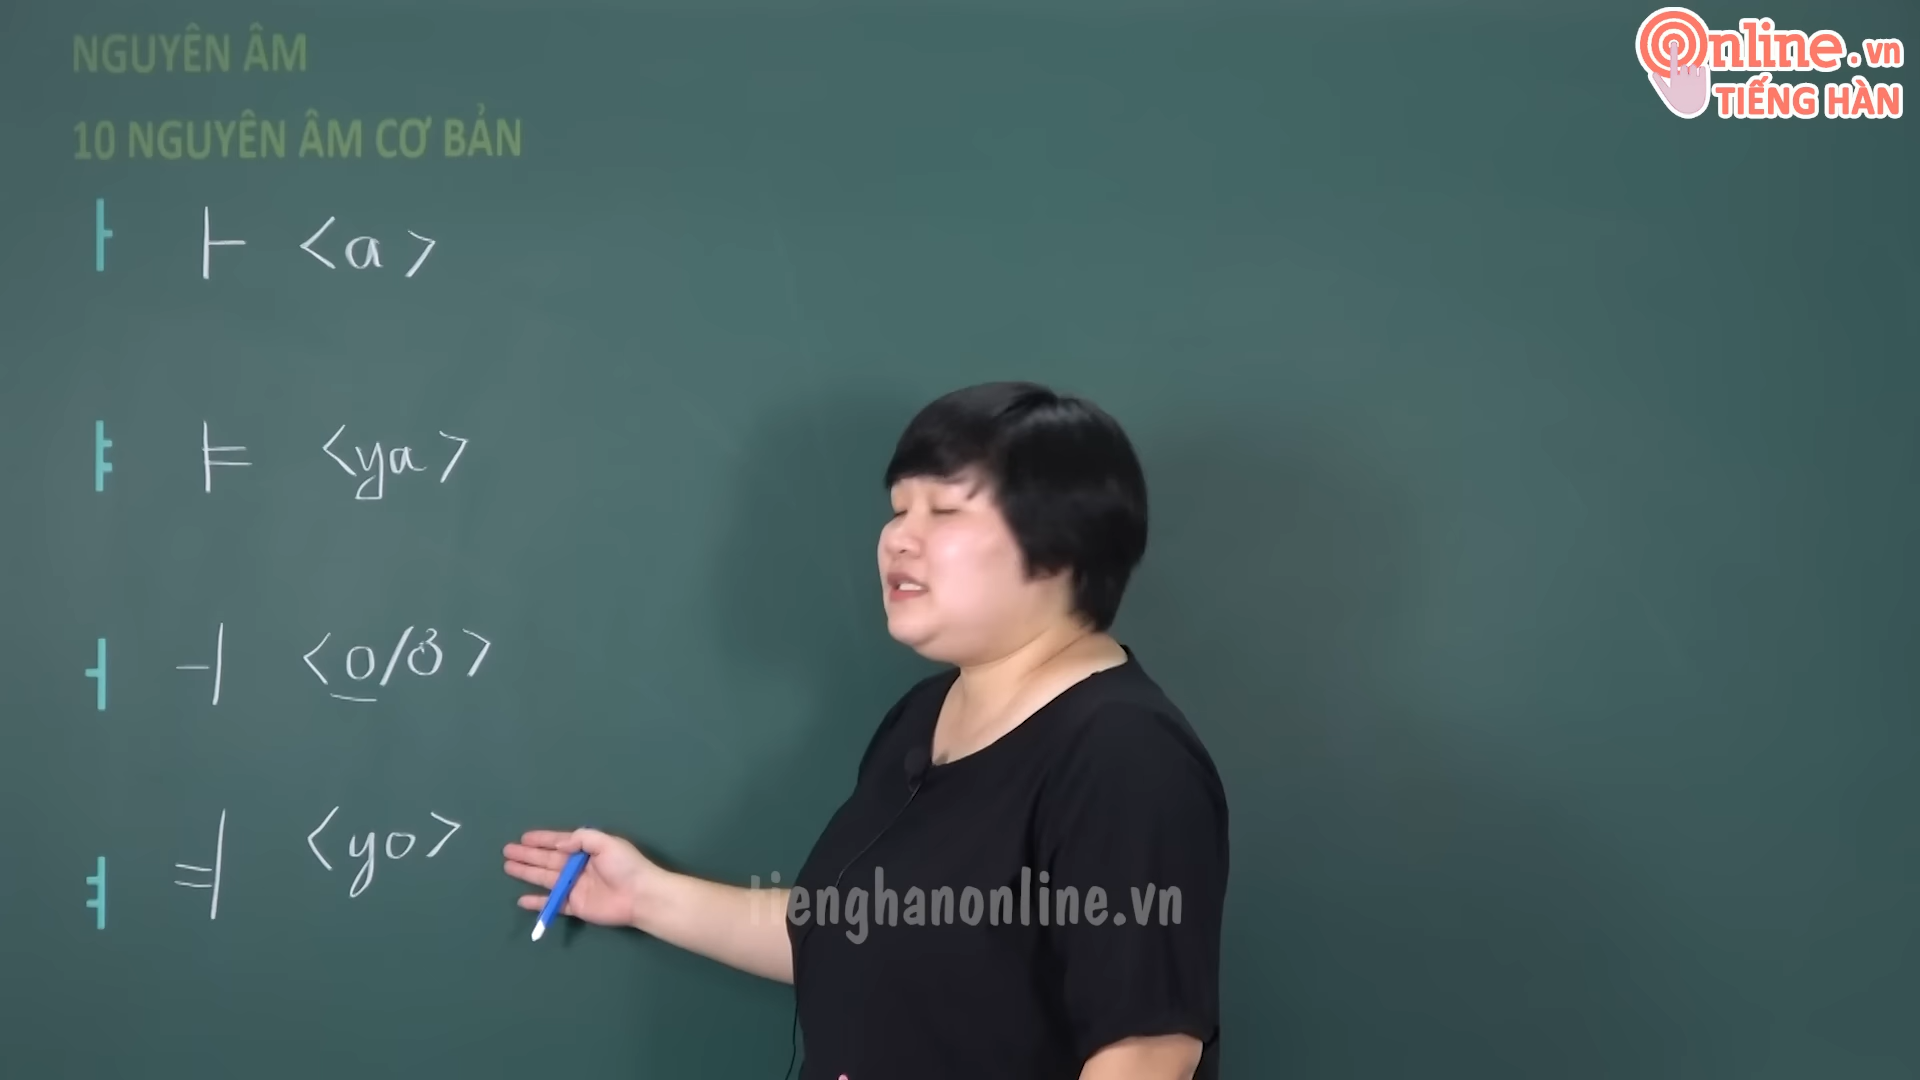 NGUYÊN ÂM
10 NGUYÊN ÂM CƠ BẢN
Online.vn
TIẾNG HÀN
ㅏ ㅏ <a>
ㅑ ㅑ <ya>
ㅓ ㅓ <o/ŏ>
ㅕ ㅕ <yo>
tienghanonline.vn